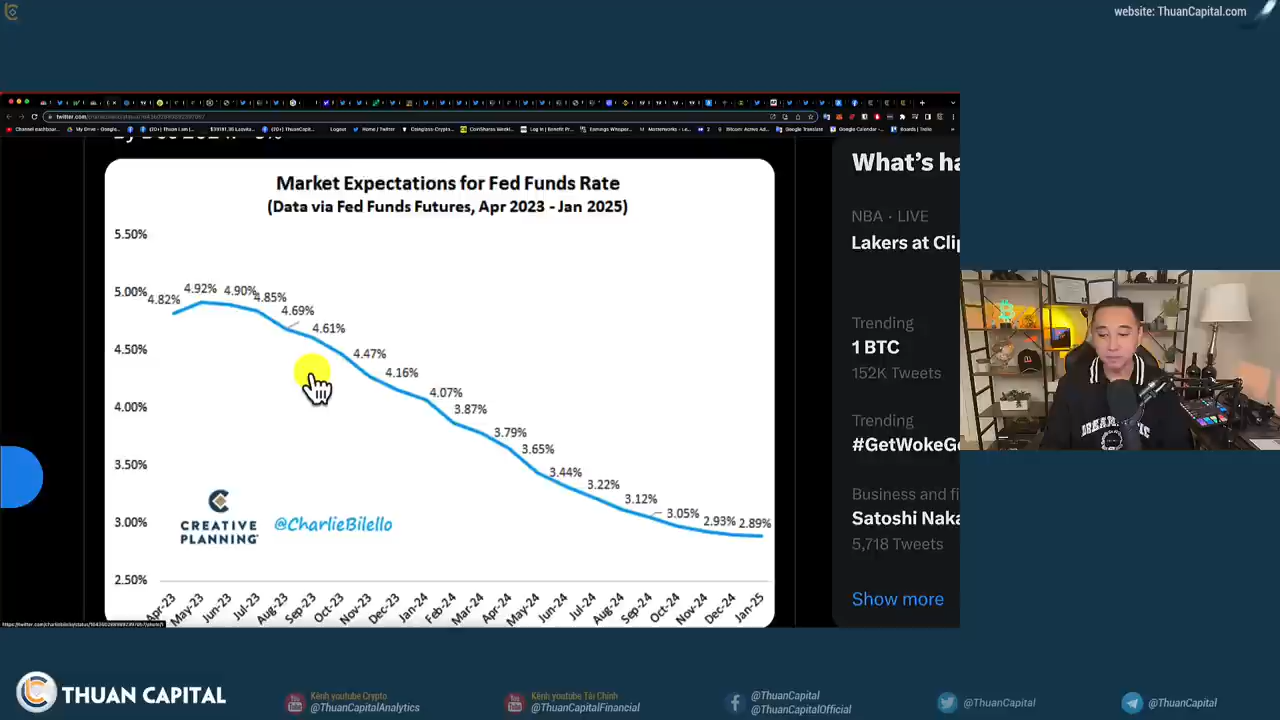 website: ThuanCapital.com
Market Expectations for Fed Funds Rate
(Data via Fed Funds Futures, Apr 2023 - Jan 2025)
5.50%
5.00%
4.50%
4.00%
3.50%
3.00%
2.50%
4.82%
4.92%
4.90%
4.85%
4.69%
4.61%
4.47%
4.16%
4.07%
3.87%
3.79%
3.65%
3.44%
3.22%
3.12%
3.05%
2.93%
2.89%
CREATIVE
PLANNING
@CharlieBilello
Apr-23
May-23
Jun-23
Jul-23
Aug-23
Sep-23
Oct-23
Nov-23
Dec-23
Jan-24
Feb-24
Mar-24
Apr-24
May-24
Jun-24
Jul-24
Aug-24
Sep-24
Oct-24
Nov-24
Dec-24
Jan-25
What's ha
NBA · LIVE
Lakers at Clip
Trending
1 BTC
152K Tweets
Trending
#GetWokeGo
Business and fi
Satoshi Naka
5,718 Tweets
Show more
THUAN CAPITAL
Kênh youtube Crypto
@ThuanCapitalAnalytics
Kênh youtube Tài Chính
@ThuanCapitalFinancial
@ThuanCapital
@ThuanCapitalOfficial
@ThuanCapital
@ThuanCapital